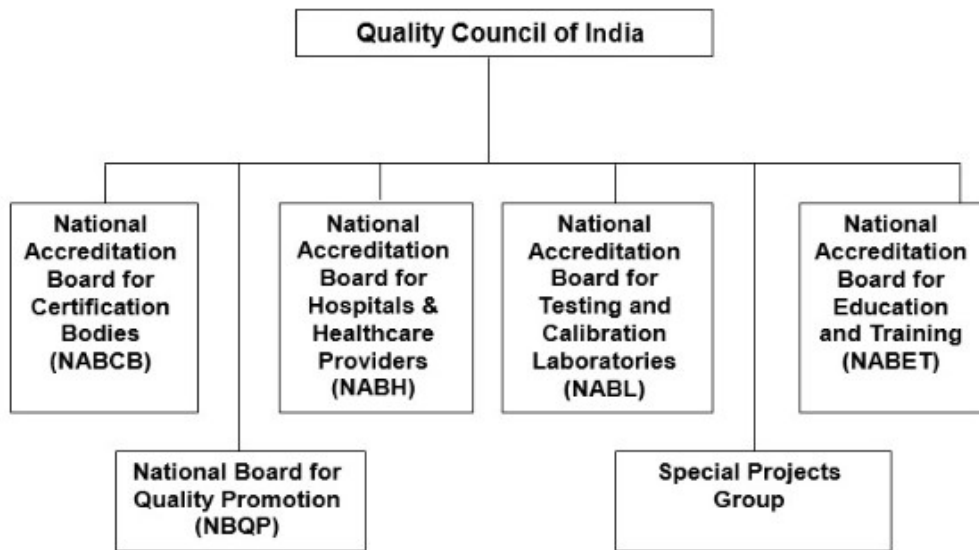 Quality Council of India
National
Accreditation
Board for
Certification
Bodies
(NABCB)
National
Accreditation
Board for
Hospitals &
Healthcare
Providers
(NABH)
National
Accreditation
Board for
Testing and
Calibration
Laboratories
(NABL)
National
Accreditation
Board for
Education
and Training
(NABET)
National Board for
Quality Promotion
(NBQP)
Special Projects
Group